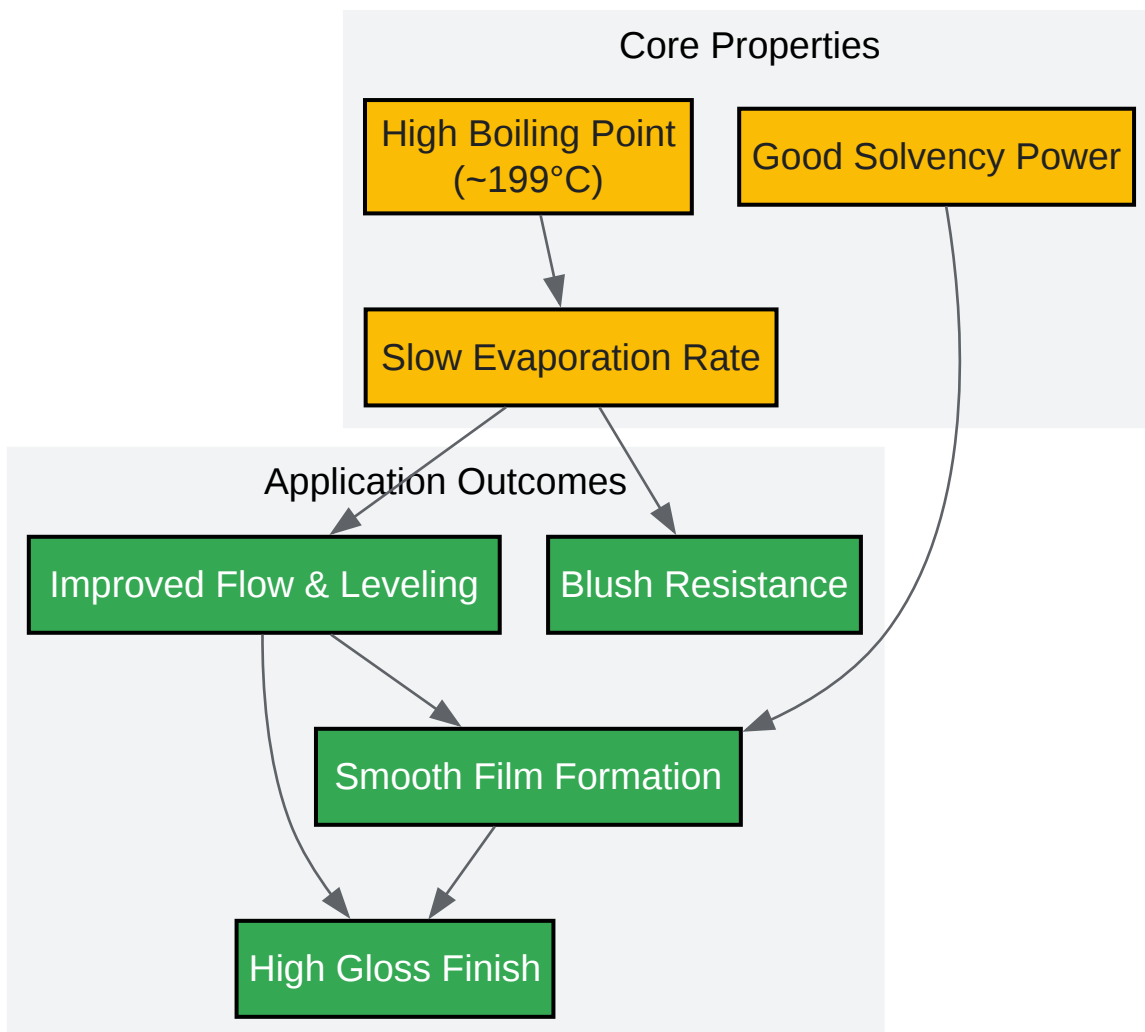 Core Properties
High Boiling Point
(~199°C)
Good Solvency Power
Slow Evaporation Rate
Application Outcomes
Improved Flow & Leveling
Blush Resistance
Smooth Film Formation
High Gloss Finish